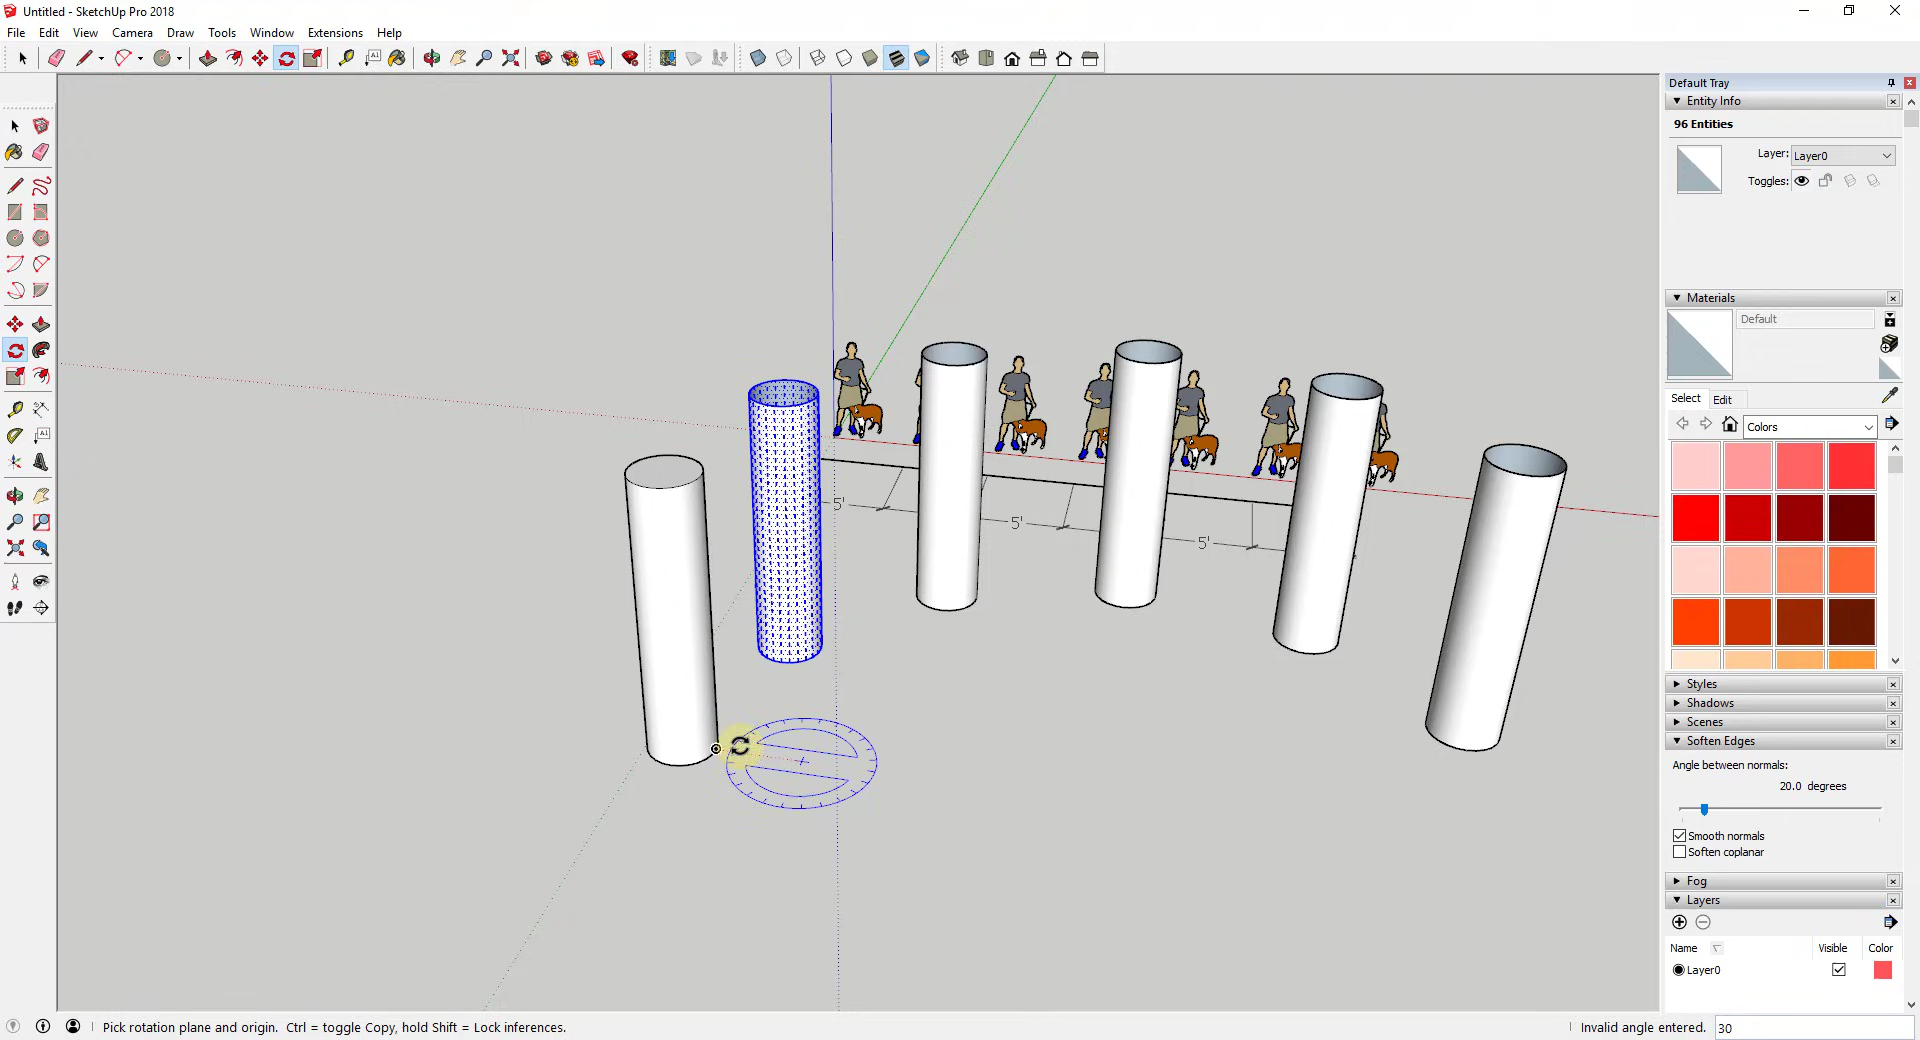 Untitled - SketchUp Pro 2018
File Edit View Camera Draw Tools Window Extensions Help
Default Tray
Entity Info
96 Entities
Layer: Layer0
Toggles:
Materials
Default
Select Edit
Colors
5'
5'
5'
Styles
Shadows
Scenes
Soften Edges
Angle between normals:
20.0 degrees
Smooth normals
Soften coplanar
Fog
Layers
Name Visible Color
Layer0
Pick rotation plane and origin. Ctrl = toggle Copy, hold Shift = Lock inferences.
Invalid angle entered. 30